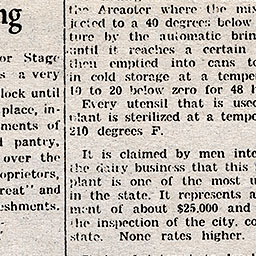 ng
or Stage
s a very
lock until
place, in-
ments of
l pantry,
over the
oprietors,
reat" and
eshments.
the Arcaoter where the mix
jected to a 40 degrees below
ture by the automatic brin
until it reaches a certain
then emptied into cans to
in cold storage at a tempe
10 to 20 below zero for 48 h
Every utensil that is used
plant is sterilized at a tempe
210 degrees F.
It is claimed by men inte
the dairy business that this
plant is one of the most u
in the state. It represents a
ment of about $25,000 and
the inspection of the city, co
state. None rates higher.